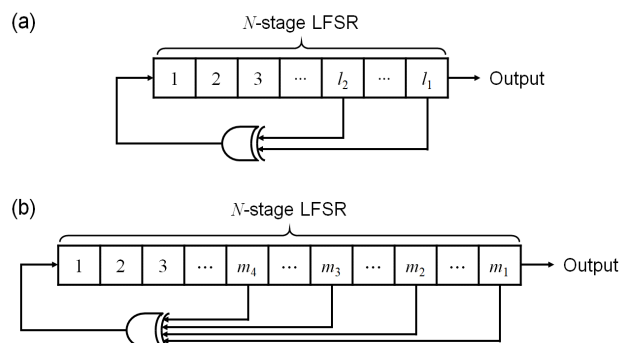 (a)
N-stage LFSR
1 2 3 ... l₂ ... l₁ Output
(b)
N-stage LFSR
1 2 3 ... m₄ ... m₃ ... m₂ ... m₁ Output